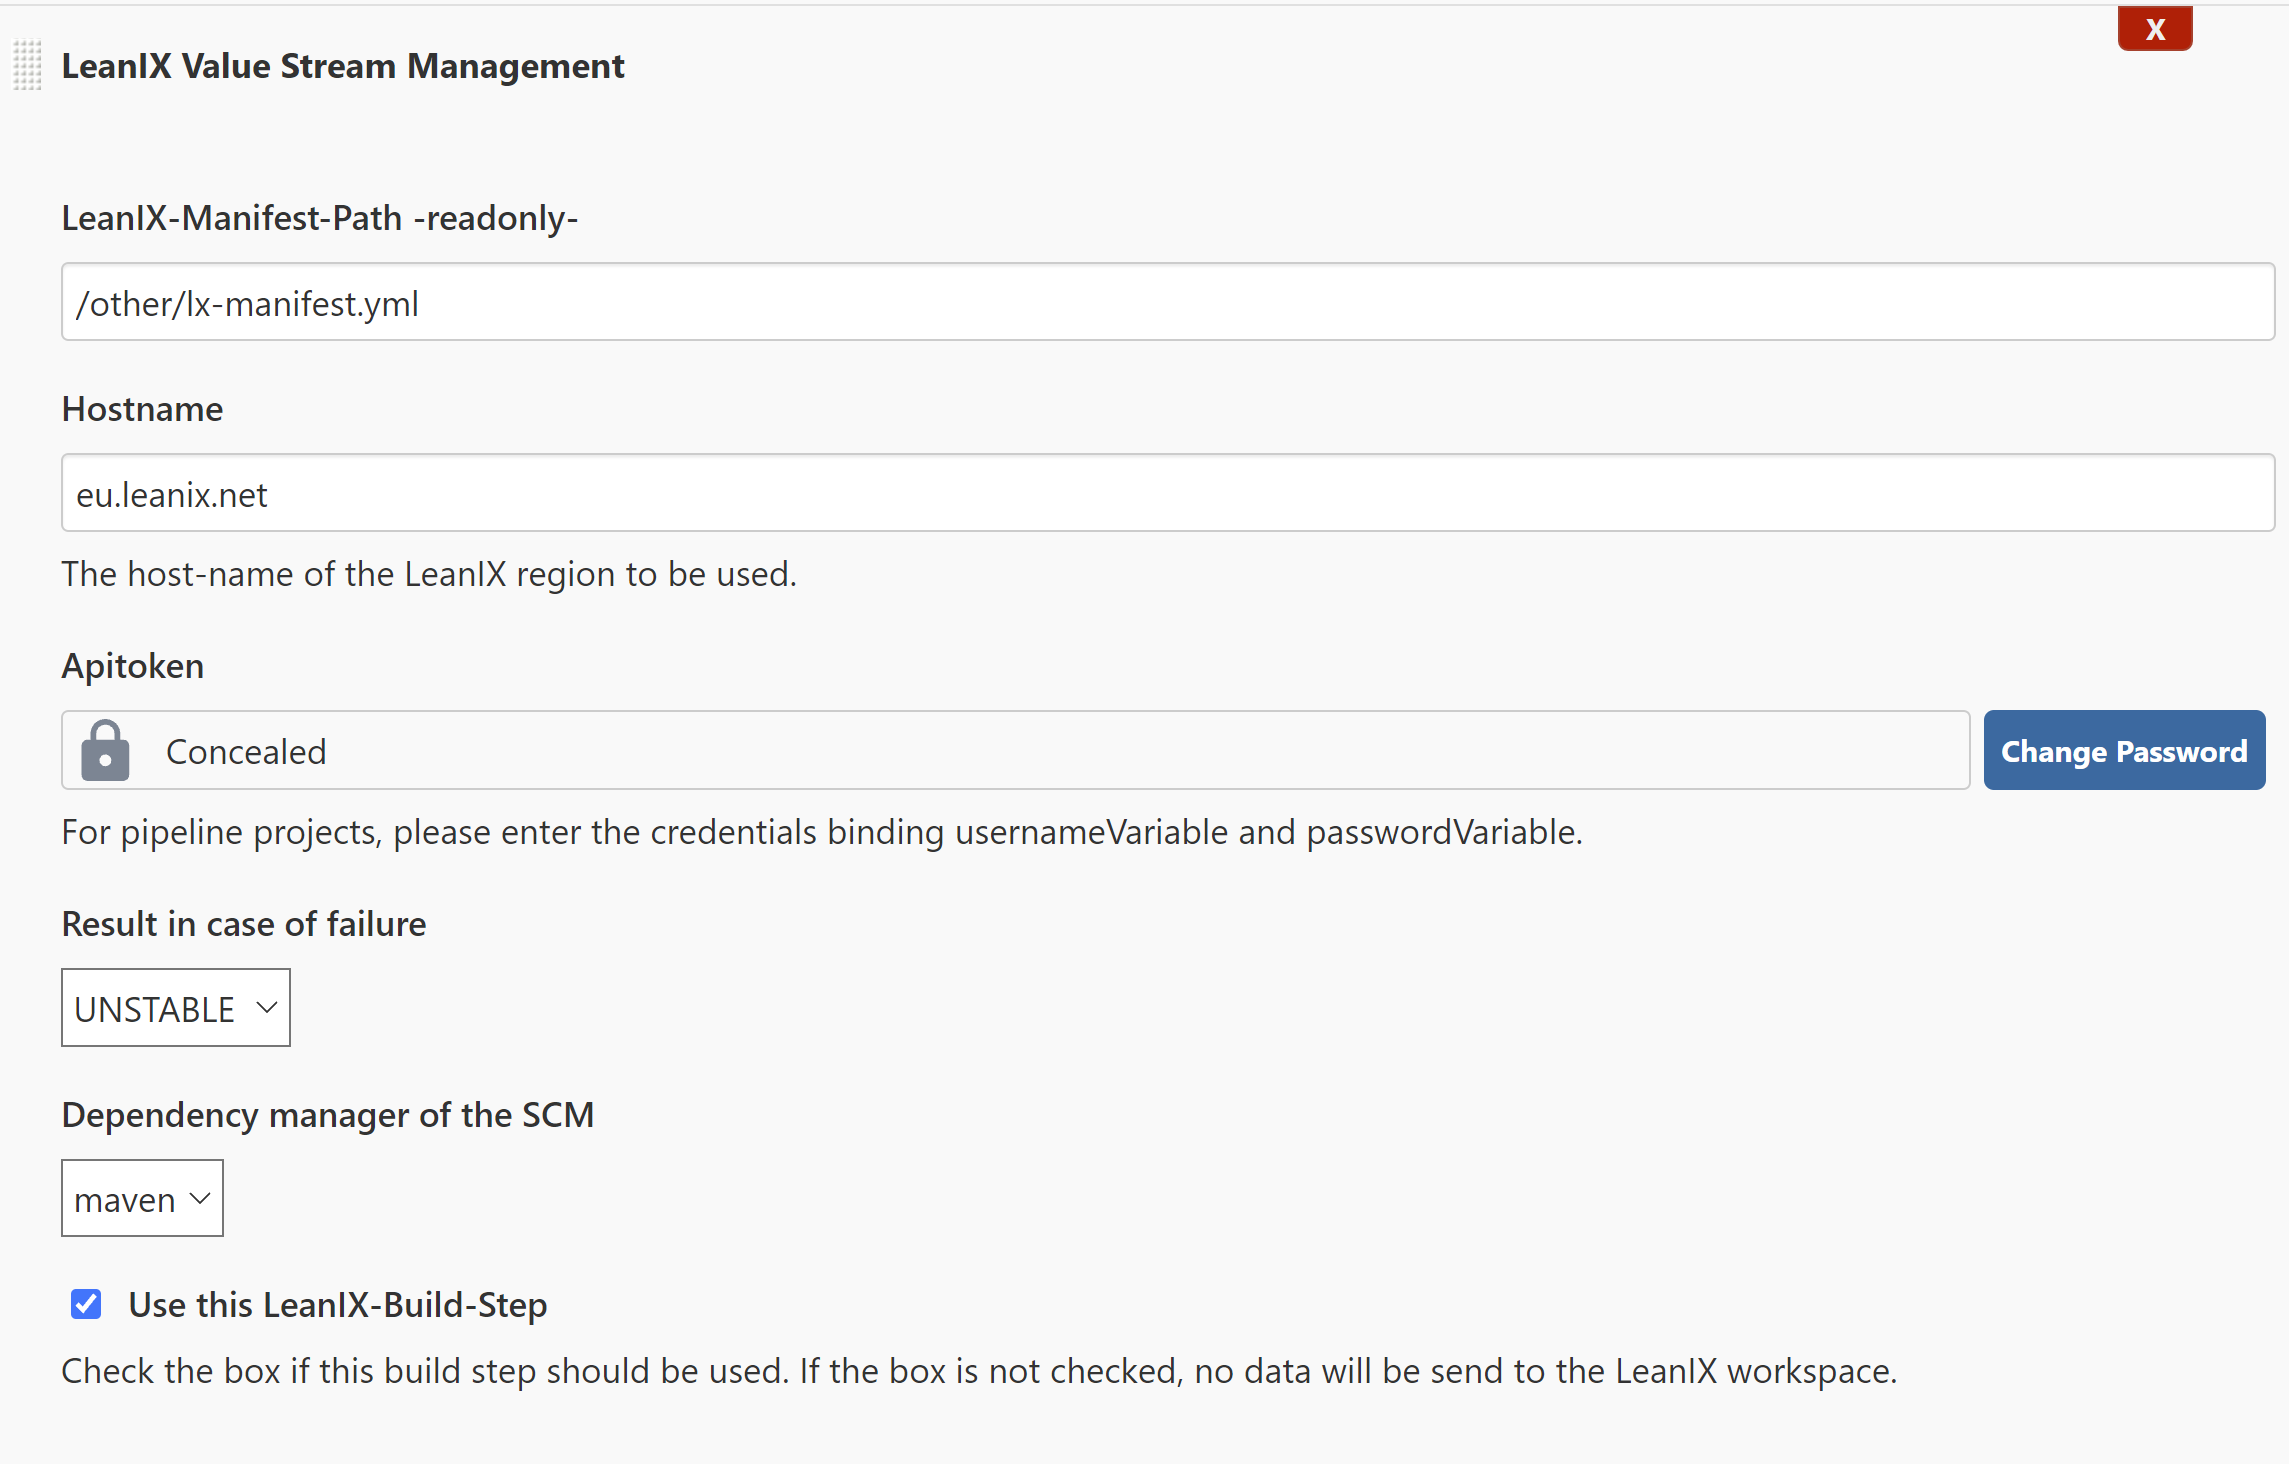 X
LeanIX Value Stream Management
LeanIX-Manifest-Path -readonly-
/other/lx-manifest.yml
Hostname
eu.leanix.net
The host-name of the LeanIX region to be used.
Apitoken
Concealed
Change Password
For pipeline projects, please enter the credentials binding usernameVariable and passwordVariable.
Result in case of failure
UNSTABLE
Dependency manager of the SCM
maven
Use this LeanIX-Build-Step
Check the box if this build step should be used. If the box is not checked, no data will be send to the LeanIX workspace.